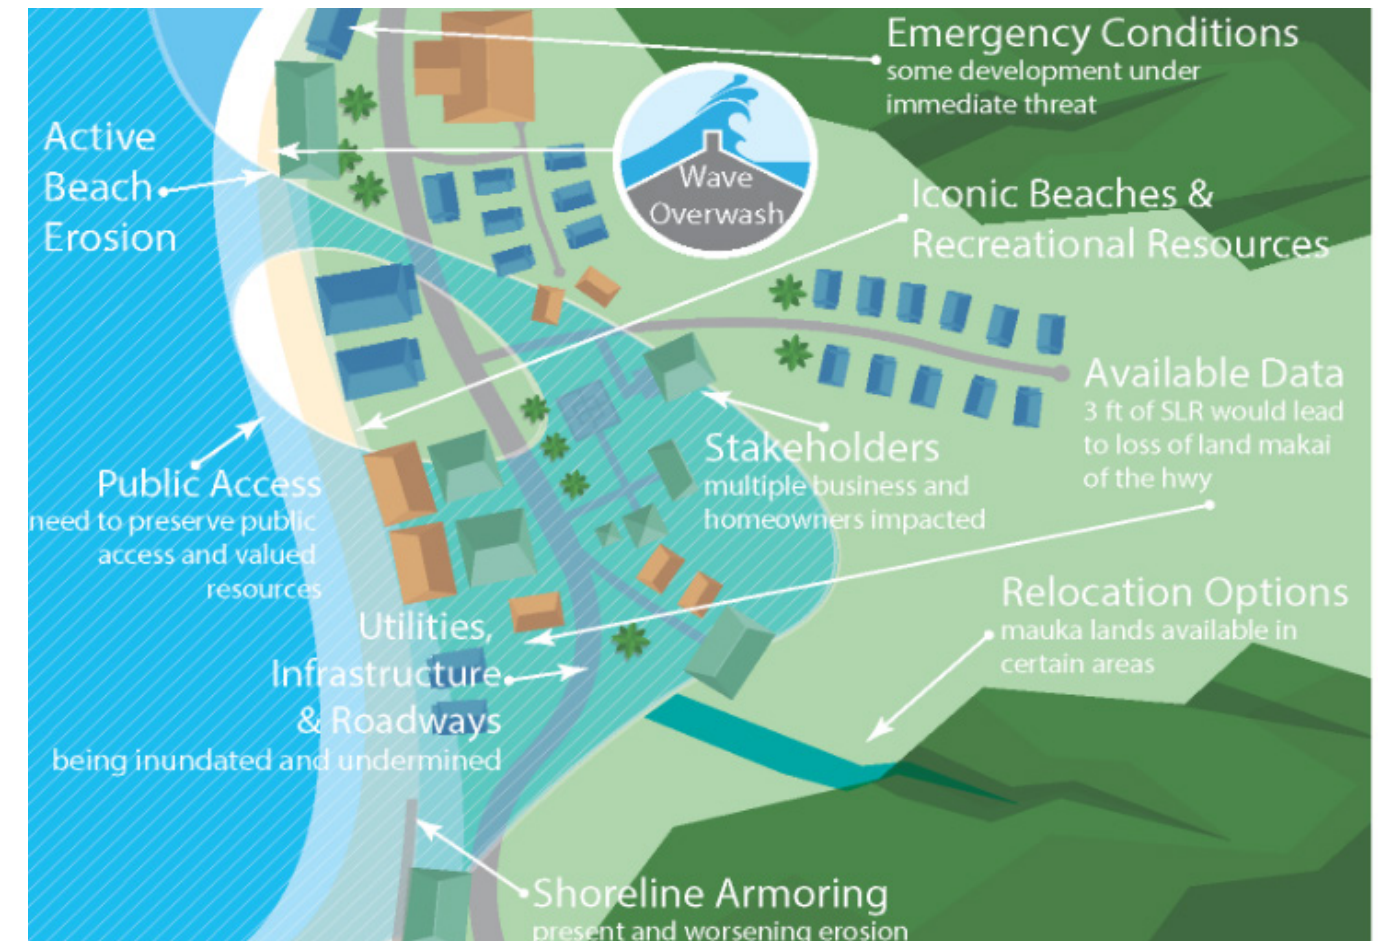 Emergency Conditions
some development under
immediate threat
Active
Beach
Erosion
Wave
Overwash
Iconic Beaches &
Recreational Resources
Available Data
3 ft of SLR would lead
to loss of land makai
of the hwy
Stakeholders
multiple business and
homeowners impacted
Public Access
need to preserve public
access and valued
resources
Relocation Options
mauka lands available in
certain areas
Utilities,
Infrastructure
& Roadways
being inundated and undermined
Shoreline Armoring
present and worsening erosion